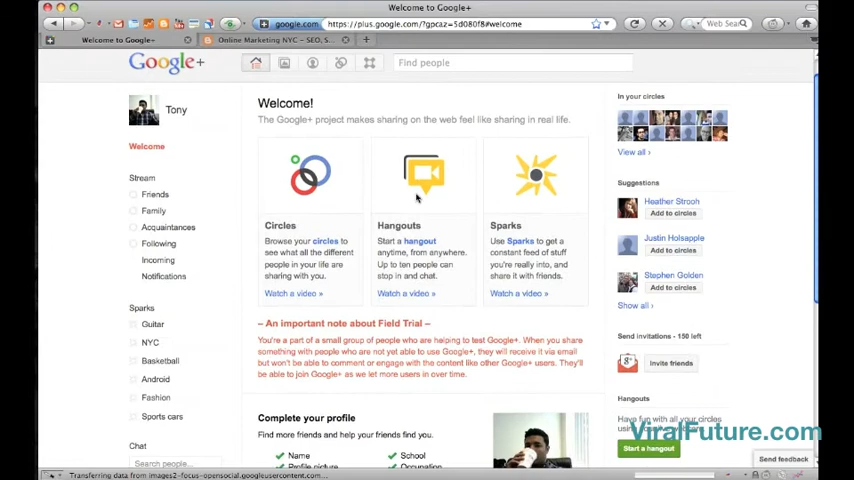 Welcome to Google+
google.com
https://plus.google.com/?gpcaz=5d080f8#welcome
Web Sear
Welcome to Google+
Online Marketing NYC – SEO, S...
Google+
Find people
Tony
Welcome
Stream
Friends
Family
Acquaintances
Following
Incoming
Notifications
Sparks
Guitar
NYC
Basketball
Android
Fashion
Sports cars
Chat
Search people...
Welcome!
The Google+ project makes sharing on the web feel like sharing in real life.
Circles
Browse your circles to
see what all the different
people in your life are
sharing with you.
Watch a video »
Hangouts
Start a hangout
anytime, from anywhere.
Up to ten people can
stop in and chat.
Watch a video »
Sparks
Use Sparks to get a
constant feed of stuff
you're really into, and
share it with friends.
Watch a video »
– An important note about Field Trial –
You're a part of a small group of people who are helping to test Google+. When you share
something with people who are not yet able to use Google+, they will receive it via email
but won't be able to comment or engage with the content like other Google+ users. They'll
be able to join Google+ as we let more users in over time.
Complete your profile
Find more friends and help your friends find you.
Name
School
Profile picture
Occupation
In your circles
View all ›
Suggestions
Heather Strooh
Add to circles
Justin Holsapple
Add to circles
Stephen Golden
Add to circles
Show all ›
Send invitations - 150 left
Invite friends
Hangouts
Have fun with all your circles
ViralFuture.com
Start a hangout
Send feedback
Transferring data from images2-focus-opensocial.googleusercontent.com...